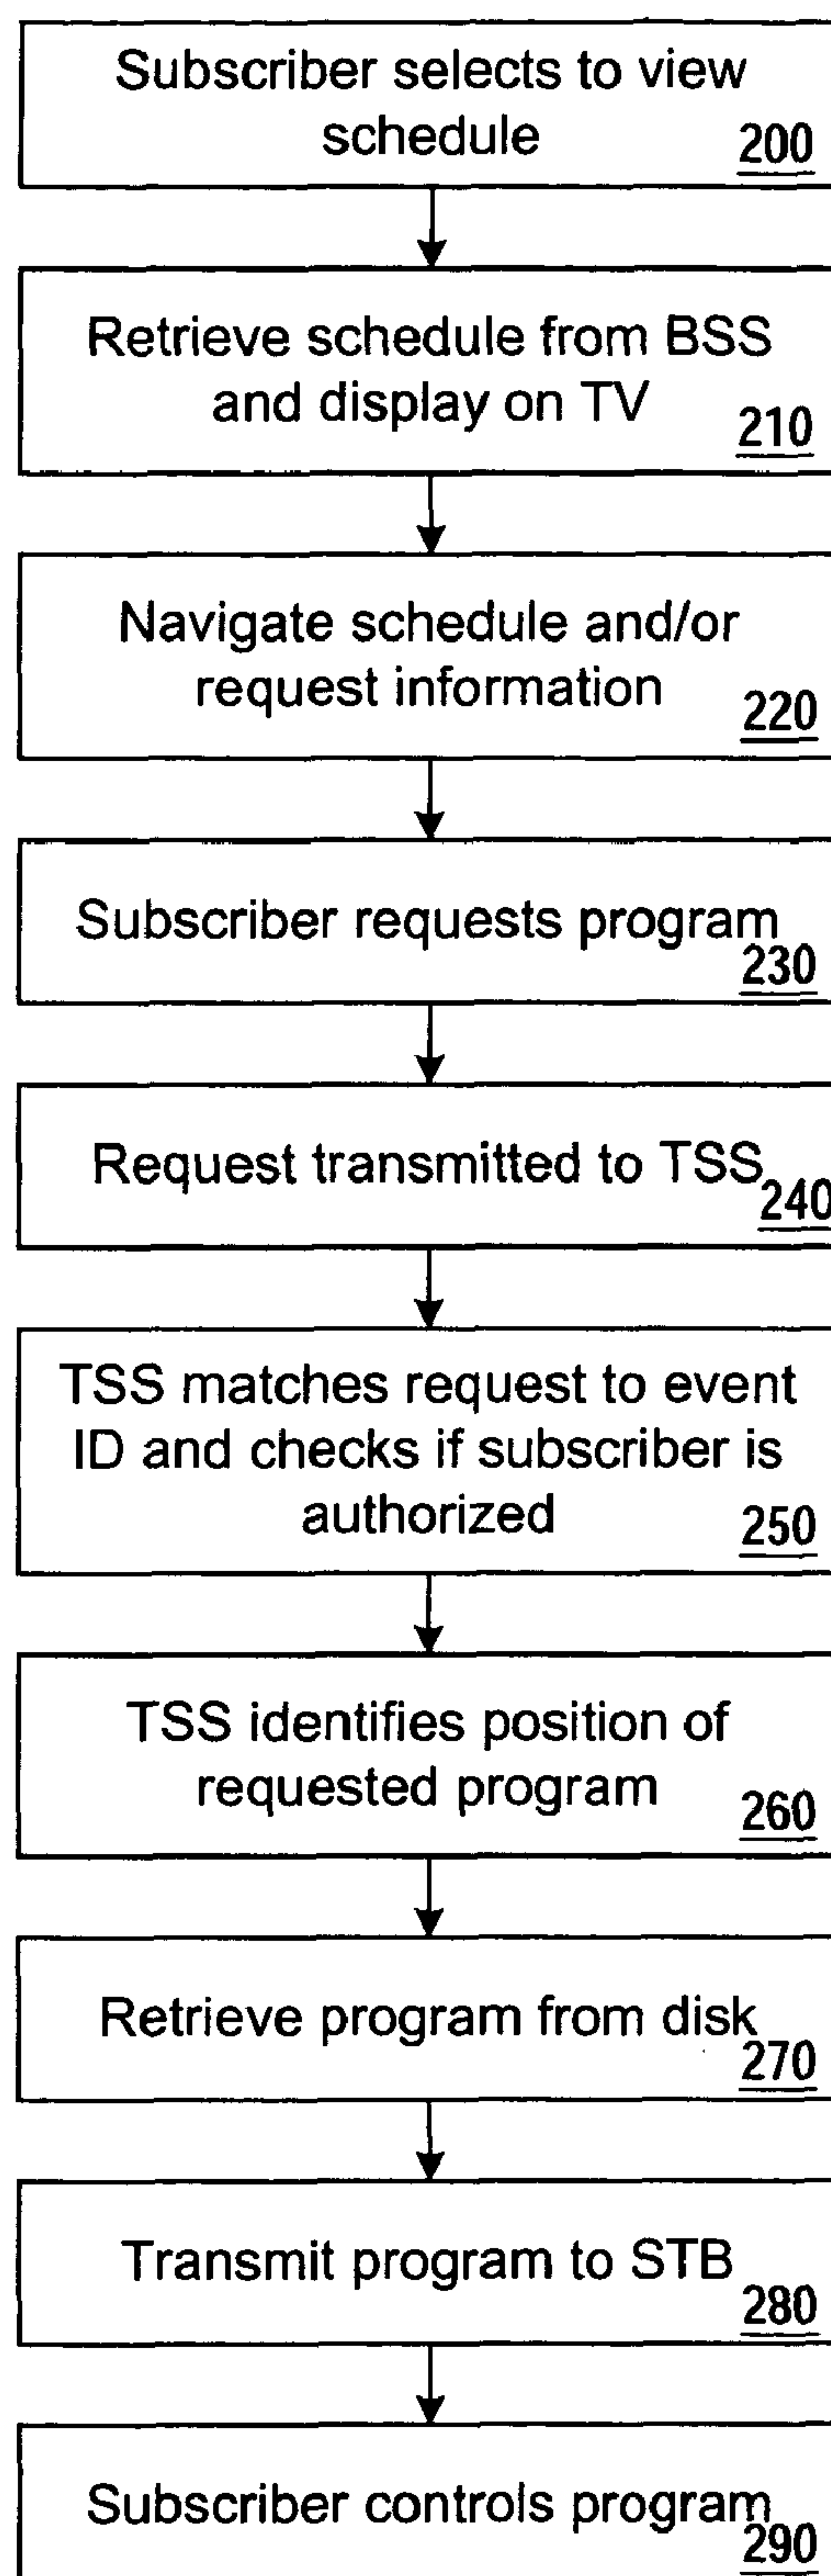 Subscriber selects to view
schedule
200
Retrieve schedule from BSS
and display on TV
210
Navigate schedule and/or
request information
220
Subscriber requests program
230
Request transmitted to TSS
240
TSS matches request to event
ID and checks if subscriber is
authorized
250
TSS identifies position of
requested program
260
Retrieve program from disk
270
Transmit program to STB
280
Subscriber controls program
290